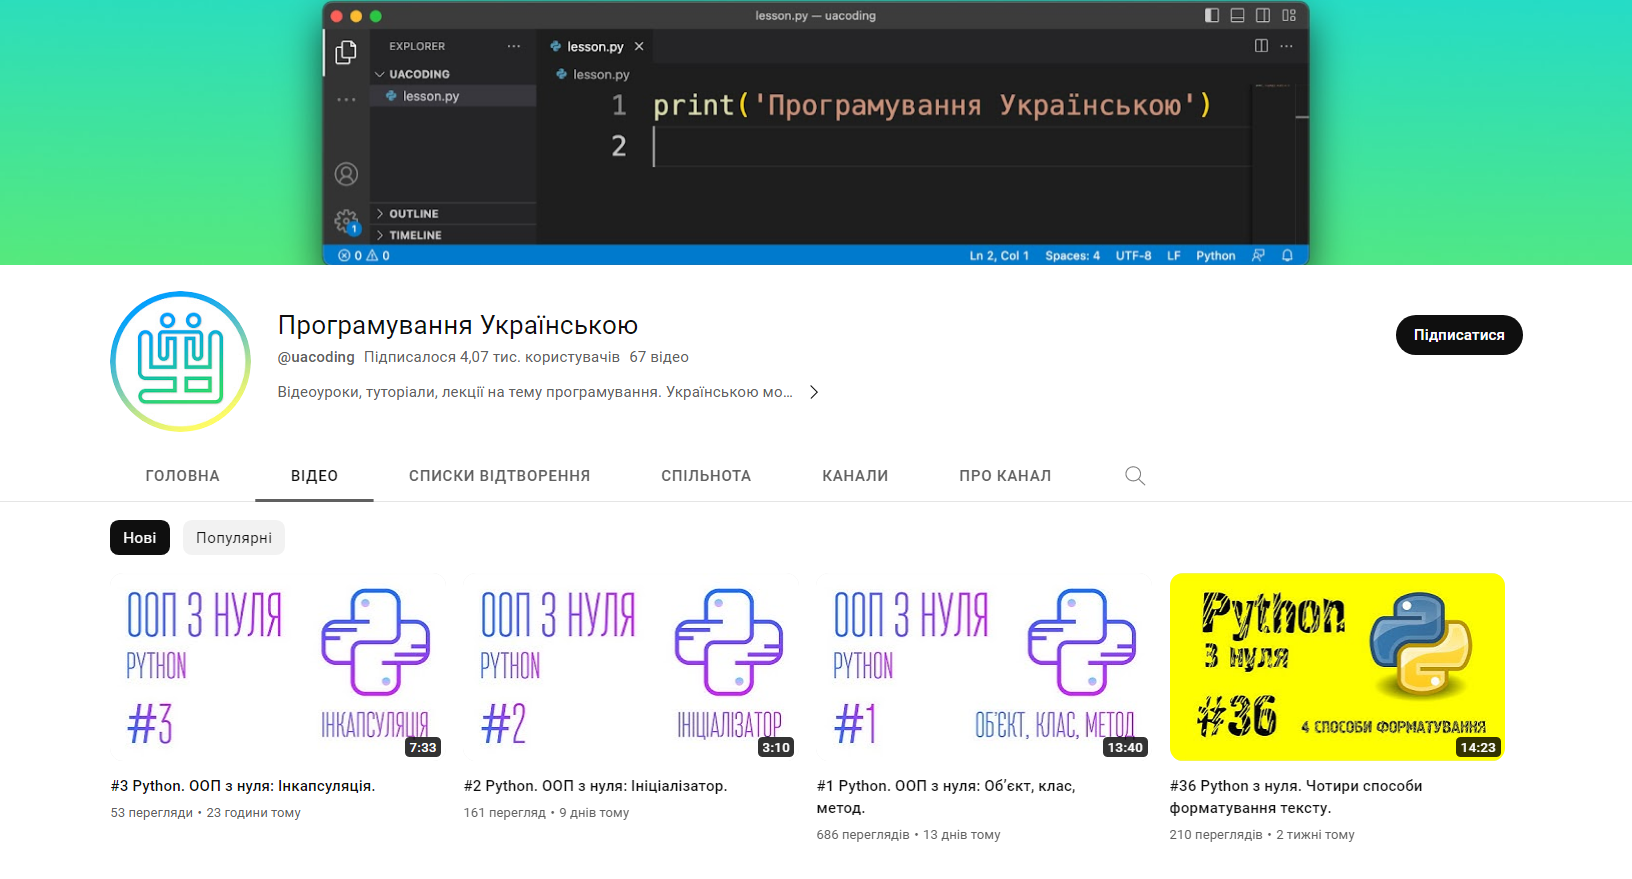 lesson.py — uacoding
EXPLORER
lesson.py
UACODING
lesson.py
lesson.py
1 print('Програмування Українською')
2
OUTLINE
TIMELINE
1
0 0
Ln 2, Col 1 Spaces: 4 UTF-8 LF Python
Програмування Українською
@uacoding Підписалося 4,07 тис. користувачів 67 відео
Відеоуроки, туторіали, лекції на тему програмування. Українською мо...
Підписатися
ГОЛОВНА ВІДЕО СПИСКИ ВІДТВОРЕННЯ СПІЛЬНОТА КАНАЛИ ПРО КАНАЛ
Нові Популярні
ООП З НУЛЯ
PYTHON
#3
ІНКАПСУЛЯЦІЯ
7:33
#3 Python. ООП з нуля: Інкапсуляція.
53 перегляди • 23 години тому
ООП З НУЛЯ
PYTHON
#2
ІНІЦІАЛІЗАТОР
3:10
#2 Python. ООП з нуля: Ініціалізатор.
161 перегляд • 9 днів тому
ООП З НУЛЯ
PYTHON
#1
ОБ'ЄКТ, КЛАС, МЕТОД
13:40
#1 Python. ООП з нуля: Обʼєкт, клас,
метод.
686 переглядів • 13 днів тому
Python
З нуля
#36
4 СПОСОБИ ФОРМАТУВАННЯ
14:23
#36 Python з нуля. Чотири способи
форматування тексту.
210 переглядів • 2 тижні тому